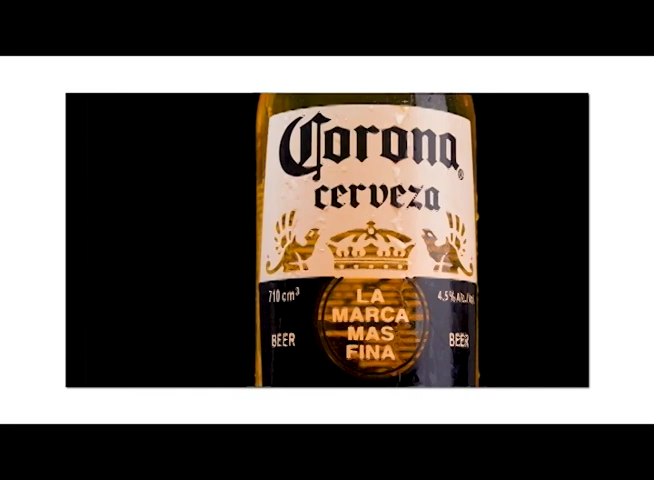 Corona®
cerveza
710 cm³ LA 4.5% Alc./Vol.
MARCA
BEER MAS BEER
FINA